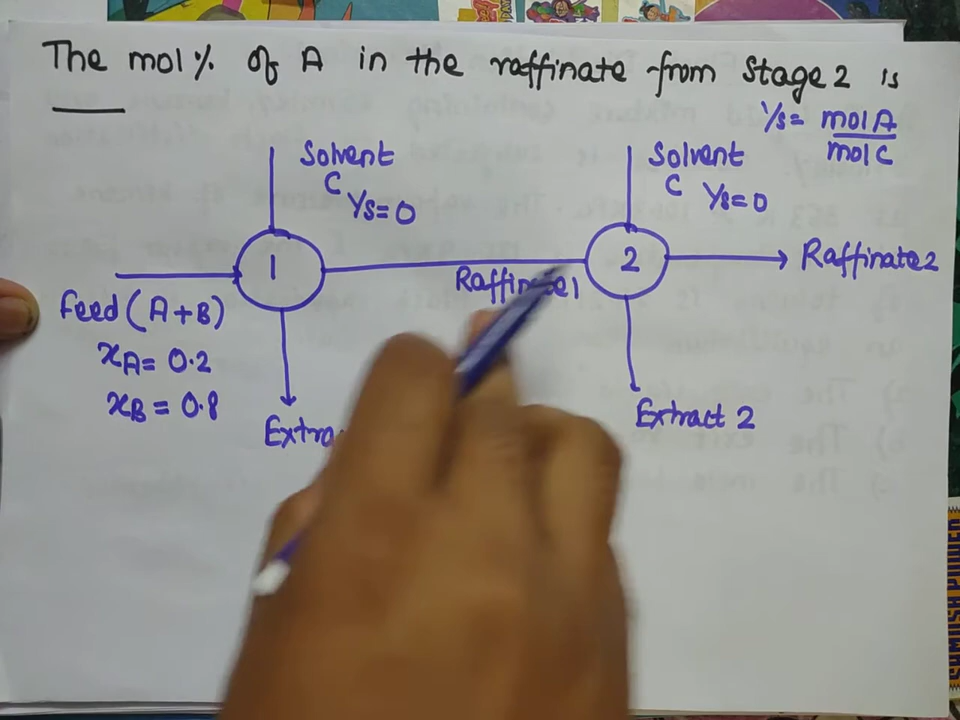 The mol% of A in the raffinate from stage 2 is ____
Ys = mol A / mol C
Solvent
C Ys=0
Solvent
C Ys=0
1
2
Raffinate 2
Feed (A+B)
xA = 0.2
xB = 0.8
Extract 2